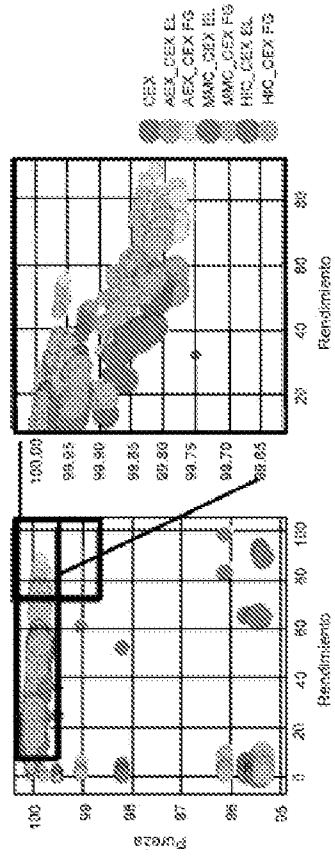 Pureza
100
99
98
97
96
95
0 20 40 60 80 100
Rendimiento
100.00
99.95
99.90
99.85
99.80
99.75
99.70
99.65
20 40 60 80
Rendimiento
CEX
AEX_CEX EL
AEX_CEX FG
MMC_CEX EL
MMC_CEX FG
HIC_CEX EL
HIC_CEX FG